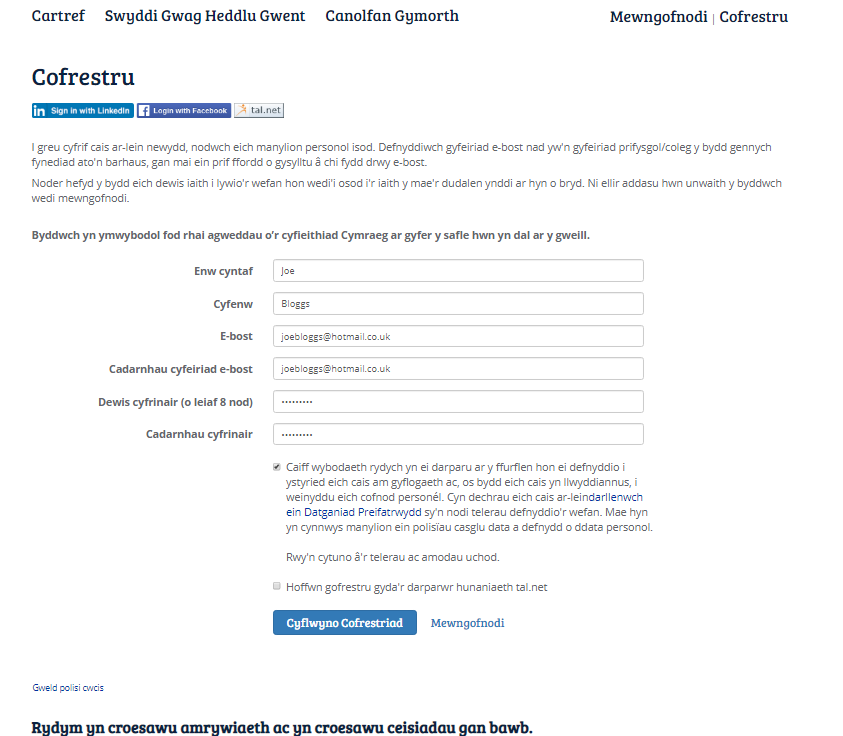 Cartref Swyddi Gwag Heddlu Gwent Canolfan Gymorth Mewngofnodi | Cofrestru
Cofrestru
in Sign in with LinkedIn f Login with Facebook tal.net
I greu cyfrif cais ar-lein newydd, nodwch eich manylion personol isod. Defnyddiwch gyfeiriad e-bost nad yw'n gyfeiriad prifysgol/coleg y bydd gennych
fynediad ato'n barhaus, gan mai ein prif ffordd o gysylltu â chi fydd drwy e-bost.
Noder hefyd y bydd eich dewis iaith i lywio'r wefan hon wedi'i osod i'r iaith y mae'r dudalen ynddi ar hyn o bryd. Ni ellir addasu hwn unwaith y byddwch
wedi mewngofnodi.
Byddwch yn ymwybodol fod rhai agweddau o'r cyfieithiad Cymraeg ar gyfer y safle hwn yn dal ar y gweill.
Enw cyntaf Joe
Cyfenw Bloggs
E-bost joebloggs@hotmail.co.uk
Cadarnhau cyfeiriad e-bost joebloggs@hotmail.co.uk
Dewis cyfrinair (o leiaf 8 nod) •••••••••
Cadarnhau cyfrinair •••••••••
Caiff wybodaeth rydych yn ei darparu ar y ffurflen hon ei defnyddio i
ystyried eich cais am gyflogaeth ac, os bydd eich cais yn llwyddiannus, i
weinyddu eich cofnod personél. Cyn dechrau eich cais ar-leindarllenwch
ein Datganiad Preifatrwydd sy'n nodi telerau defnyddio'r wefan. Mae hyn
yn cynnwys manylion ein polisïau casglu data a defnydd o ddata personol.
Rwy'n cytuno â'r telerau ac amodau uchod.
Hoffwn gofrestru gyda'r darparwr hunaniaeth tal.net
Cyflwyno Cofrestriad Mewngofnodi
Gweld polisi cwcis
Rydym yn croesawu amrywiaeth ac yn croesawu ceisiadau gan bawb.